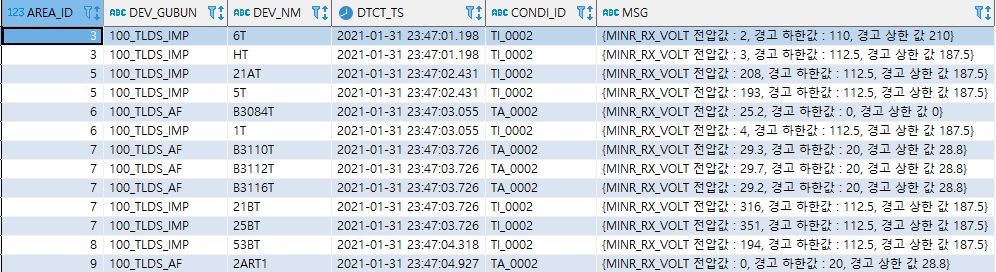 123 AREA_ID ABC DEV_GUBUN ABC DEV_NM DTCT_TS ABC CONDI_ID ABC MSG
3 100_TLDS_IMP 6T 2021-01-31 23:47:01.198 TI_0002 {MINR_RX_VOLT 전압값 : 2, 경고 하한값 : 110, 경고 상한 값 210}
3 100_TLDS_IMP HT 2021-01-31 23:47:01.198 TI_0002 {MINR_RX_VOLT 전압값 : 3, 경고 하한값 : 112.5, 경고 상한 값 187.5}
5 100_TLDS_IMP 21AT 2021-01-31 23:47:02.431 TI_0002 {MINR_RX_VOLT 전압값 : 208, 경고 하한값 : 112.5, 경고 상한 값 187.5}
5 100_TLDS_IMP 5T 2021-01-31 23:47:02.431 TI_0002 {MINR_RX_VOLT 전압값 : 193, 경고 하한값 : 112.5, 경고 상한 값 187.5}
6 100_TLDS_AF B3084T 2021-01-31 23:47:03.055 TA_0002 {MINR_RX_VOLT 전압값 : 25.2, 경고 하한값 : 0, 경고 상한 값 0}
6 100_TLDS_IMP 1T 2021-01-31 23:47:03.055 TI_0002 {MINR_RX_VOLT 전압값 : 4, 경고 하한값 : 112.5, 경고 상한 값 187.5}
7 100_TLDS_AF B3110T 2021-01-31 23:47:03.726 TA_0002 {MINR_RX_VOLT 전압값 : 29.3, 경고 하한값 : 20, 경고 상한 값 28.8}
7 100_TLDS_AF B3112T 2021-01-31 23:47:03.726 TA_0002 {MINR_RX_VOLT 전압값 : 29.7, 경고 하한값 : 20, 경고 상한 값 28.8}
7 100_TLDS_AF B3116T 2021-01-31 23:47:03.726 TA_0002 {MINR_RX_VOLT 전압값 : 29.2, 경고 하한값 : 20, 경고 상한 값 28.8}
7 100_TLDS_IMP 21BT 2021-01-31 23:47:03.726 TI_0002 {MINR_RX_VOLT 전압값 : 316, 경고 하한값 : 112.5, 경고 상한 값 187.5}
7 100_TLDS_IMP 25BT 2021-01-31 23:47:03.726 TI_0002 {MINR_RX_VOLT 전압값 : 351, 경고 하한값 : 112.5, 경고 상한 값 187.5}
8 100_TLDS_IMP 53BT 2021-01-31 23:47:04.318 TI_0002 {MINR_RX_VOLT 전압값 : 194, 경고 하한값 : 112.5, 경고 상한 값 187.5}
9 100_TLDS_AF 2ART1 2021-01-31 23:47:04.927 TA_0002 {MINR_RX_VOLT 전압값 : 0, 경고 하한값 : 20, 경고 상한 값 28.8}